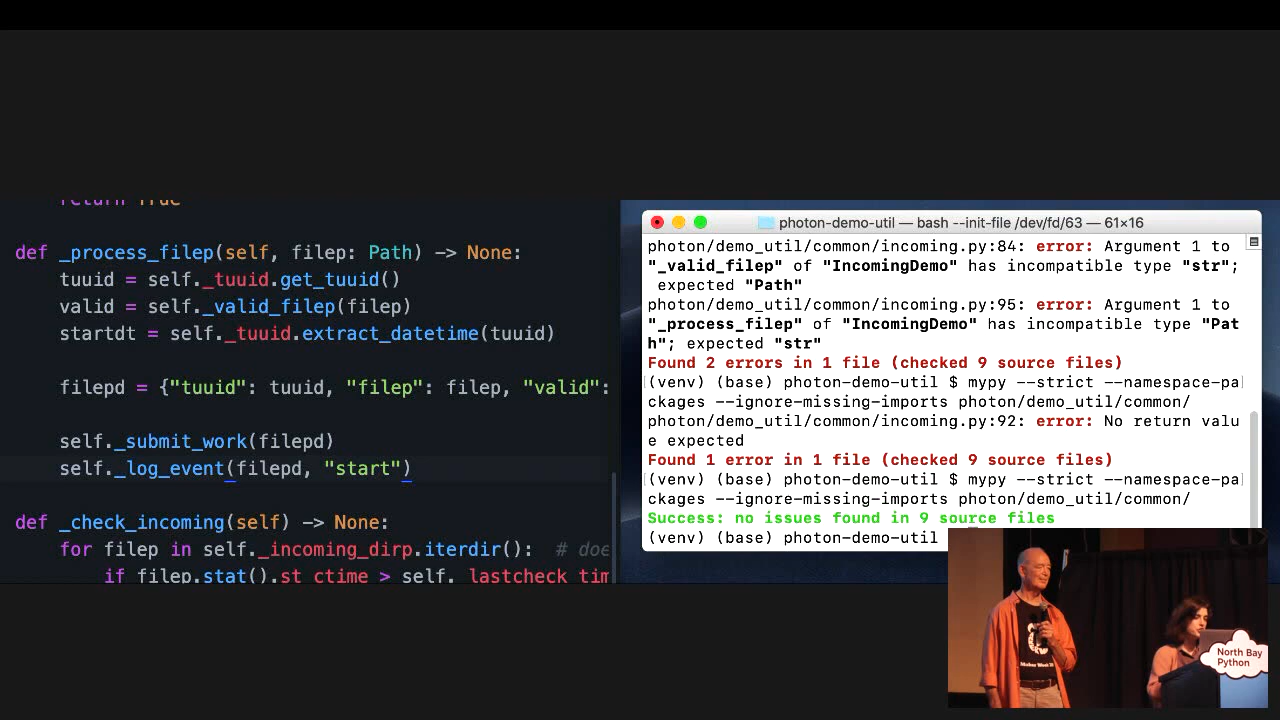 return True
def _process_filep(self, filep: Path) -> None:
tuuid = self._tuuid.get_tuuid()
valid = self._valid_filep(filep)
startdt = self._tuuid.extract_datetime(tuuid)
filepd = {"tuuid": tuuid, "filep": filep, "valid":
self._submit_work(filepd)
self._log_event(filepd, "start")
def _check_incoming(self) -> None:
for filep in self._incoming_dirp.iterdir():  # doe
if filep.stat().st_ctime > self._lastcheck_tim
photon-demo-util — bash --init-file /dev/fd/63 — 61×16
photon/demo_util/common/incoming.py:84: error: Argument 1 to
"_valid_filep" of "IncomingDemo" has incompatible type "str";
expected "Path"
photon/demo_util/common/incoming.py:95: error: Argument 1 to
"_process_filep" of "IncomingDemo" has incompatible type "Pat
h"; expected "str"
Found 2 errors in 1 file (checked 9 source files)
(venv) (base) photon-demo-util $ mypy --strict --namespace-pa
ckages --ignore-missing-imports photon/demo_util/common/
photon/demo_util/common/incoming.py:92: error: No return valu
e expected
Found 1 error in 1 file (checked 9 source files)
(venv) (base) photon-demo-util $ mypy --strict --namespace-pa
ckages --ignore-missing-imports photon/demo_util/common/
Success: no issues found in 9 source files
(venv) (base) photon-demo-util
North Bay
Python